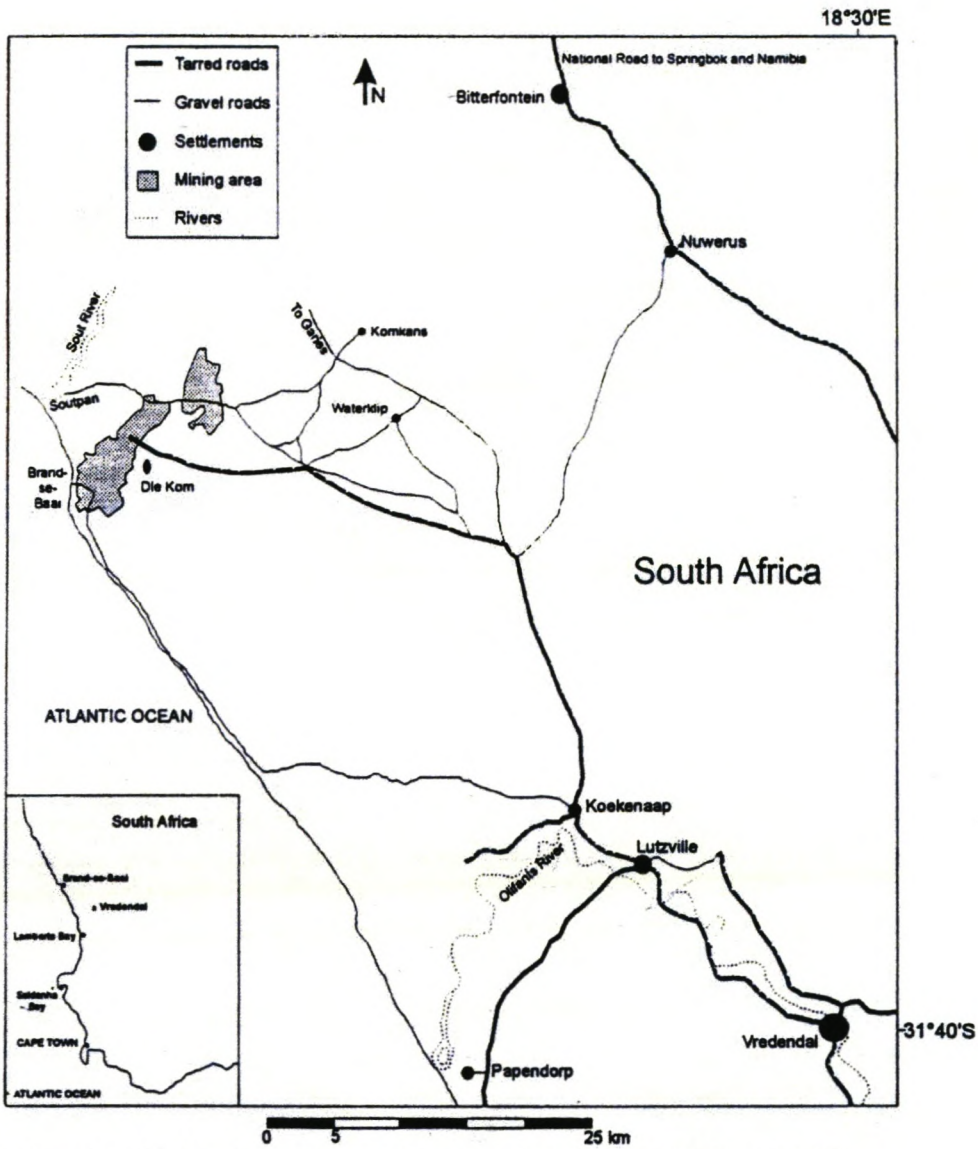 18°30'E
Tarred roads
Gravel roads
Settlements
Mining area
Rivers
N
National Road to Springbok and Namibia
Bitterfontein
Nuwerus
Sout River
To Garies
Komkans
Soutpan
Waterklip
Brand-
se-
Baai
Die Kom
South Africa
ATLANTIC OCEAN
Koekenaap
Lutzville
Olifants River
Vredendal
31°40'S
Papendorp
South Africa
Brand-se-Baai
Vredendal
Lamberts Bay
Saldanha
Bay
CAPE TOWN
ATLANTIC OCEAN
0 5 25 km